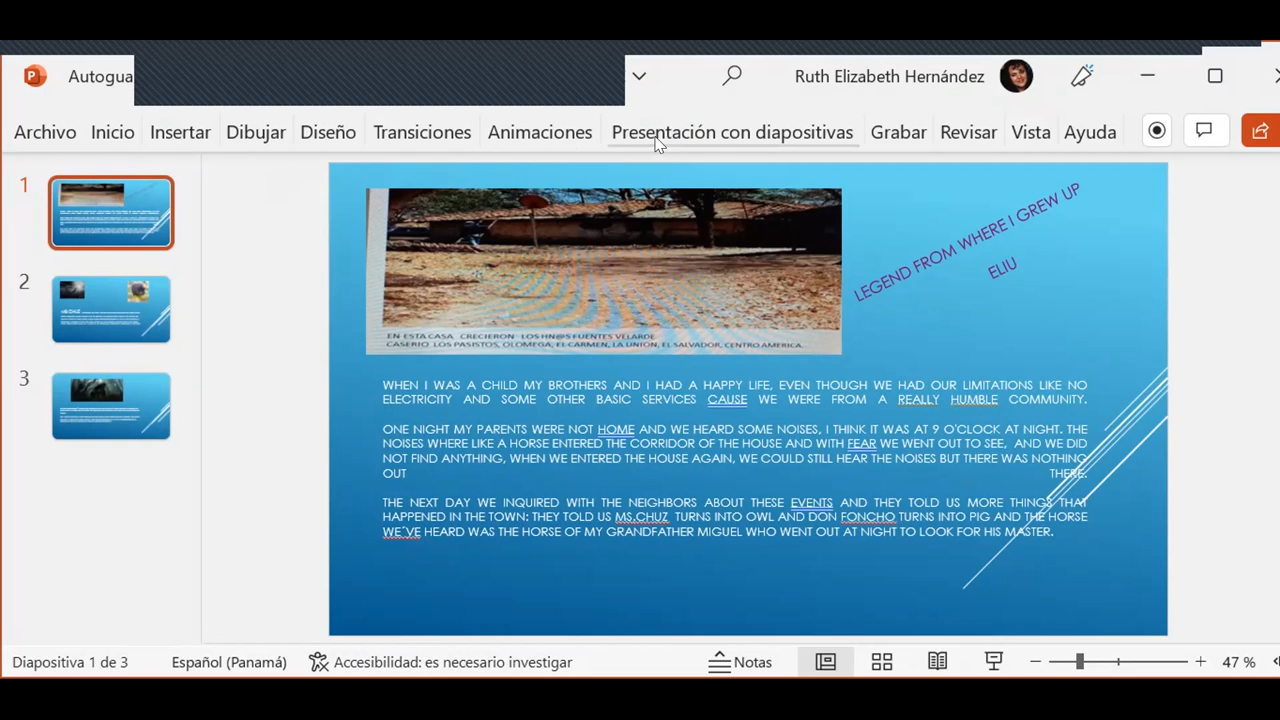 Autogua
Ruth Elizabeth Hernández
Archivo Inicio Insertar Dibujar Diseño Transiciones Animaciones Presentación con diapositivas Grabar Revisar Vista Ayuda
1
2
3
LEGEND FROM WHERE I GREW UP
ELIU
EN ESTA CASA CRECIERON LOS HN@S FUENTES VELARDE
CASERIO LOS PASISTOS, OLOMEGA, EL CARMEN, LA UNION, EL SALVADOR, CENTRO AMERICA.
WHEN I WAS A CHILD MY BROTHERS AND I HAD A HAPPY LIFE, EVEN THOUGH WE HAD OUR LIMITATIONS LIKE NO
ELECTRICITY AND SOME OTHER BASIC SERVICES CAUSE WE WERE FROM A REALLY HUMBLE COMMUNITY.
ONE NIGHT MY PARENTS WERE NOT HOME AND WE HEARD SOME NOISES, I THINK IT WAS AT 9 O'CLOCK AT NIGHT. THE
NOISES WHERE LIKE A HORSE ENTERED THE CORRIDOR OF THE HOUSE AND WITH FEAR WE WENT OUT TO SEE, AND WE DID
NOT FIND ANYTHING, WHEN WE ENTERED THE HOUSE AGAIN, WE COULD STILL HEAR THE NOISES BUT THERE WAS NOTHING
OUT THERE.
THE NEXT DAY WE INQUIRED WITH THE NEIGHBORS ABOUT THESE EVENTS AND THEY TOLD US MORE THINGS THAT
HAPPENED IN THE TOWN: THEY TOLD US MS.CHUZ TURNS INTO OWL AND DON FONCHO TURNS INTO PIG AND THE HORSE
WE´VE HEARD WAS THE HORSE OF MY GRANDFATHER MIGUEL WHO WENT OUT AT NIGHT TO LOOK FOR HIS MASTER.
Diapositiva 1 de 3 Español (Panamá) Accesibilidad: es necesario investigar Notas 47 %